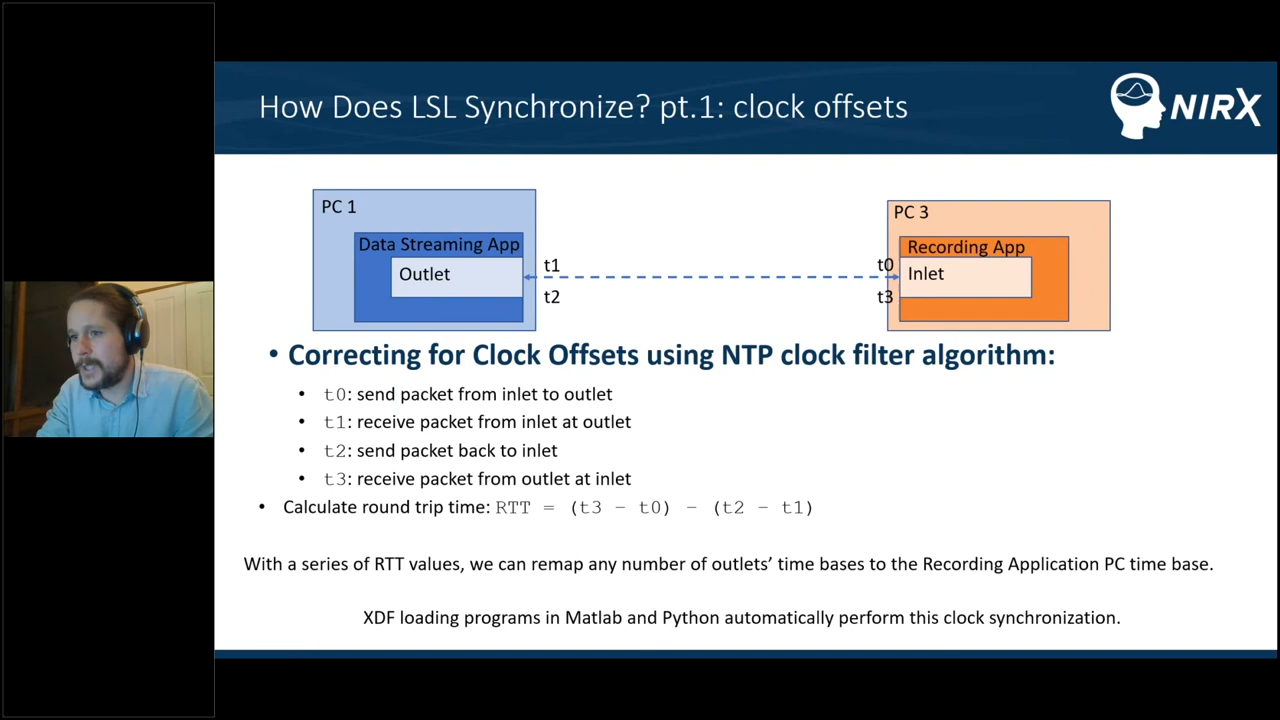 How Does LSL Synchronize? pt.1: clock offsets
NIRX
PC 1
Data Streaming App
Outlet
t1
t2
t0
t3
PC 3
Recording App
Inlet
• Correcting for Clock Offsets using NTP clock filter algorithm:
• t0: send packet from inlet to outlet
• t1: receive packet from inlet at outlet
• t2: send packet back to inlet
• t3: receive packet from outlet at inlet
• Calculate round trip time: RTT = (t3 - t0) - (t2 - t1)
With a series of RTT values, we can remap any number of outlets’ time bases to the Recording Application PC time base.
XDF loading programs in Matlab and Python automatically perform this clock synchronization.